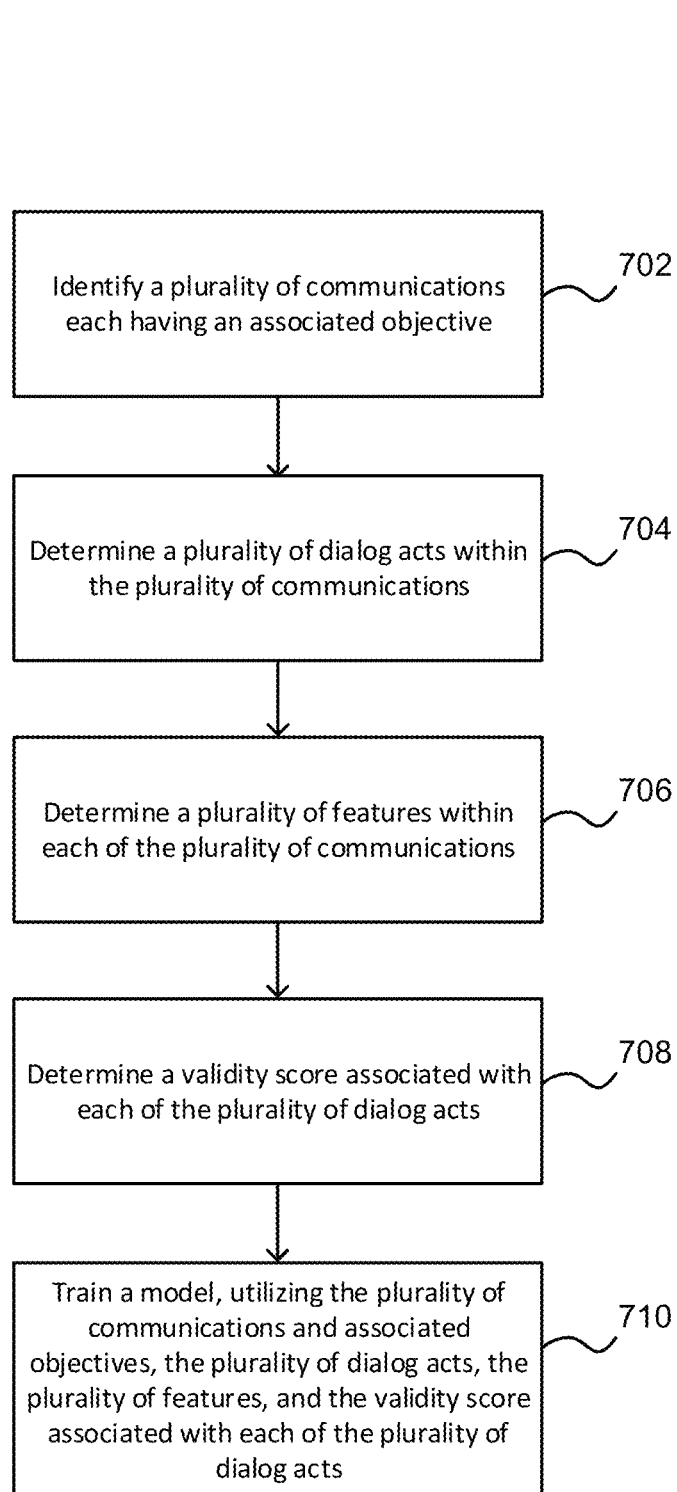 Identify a plurality of communications
each having an associated objective
702
Determine a plurality of dialog acts within
the plurality of communications
704
Determine a plurality of features within
each of the plurality of communications
706
Determine a validity score associated with
each of the plurality of dialog acts
708
Train a model, utilizing the plurality of
communications and associated
objectives, the plurality of dialog acts, the
plurality of features, and the validity score
associated with each of the plurality of
dialog acts
710